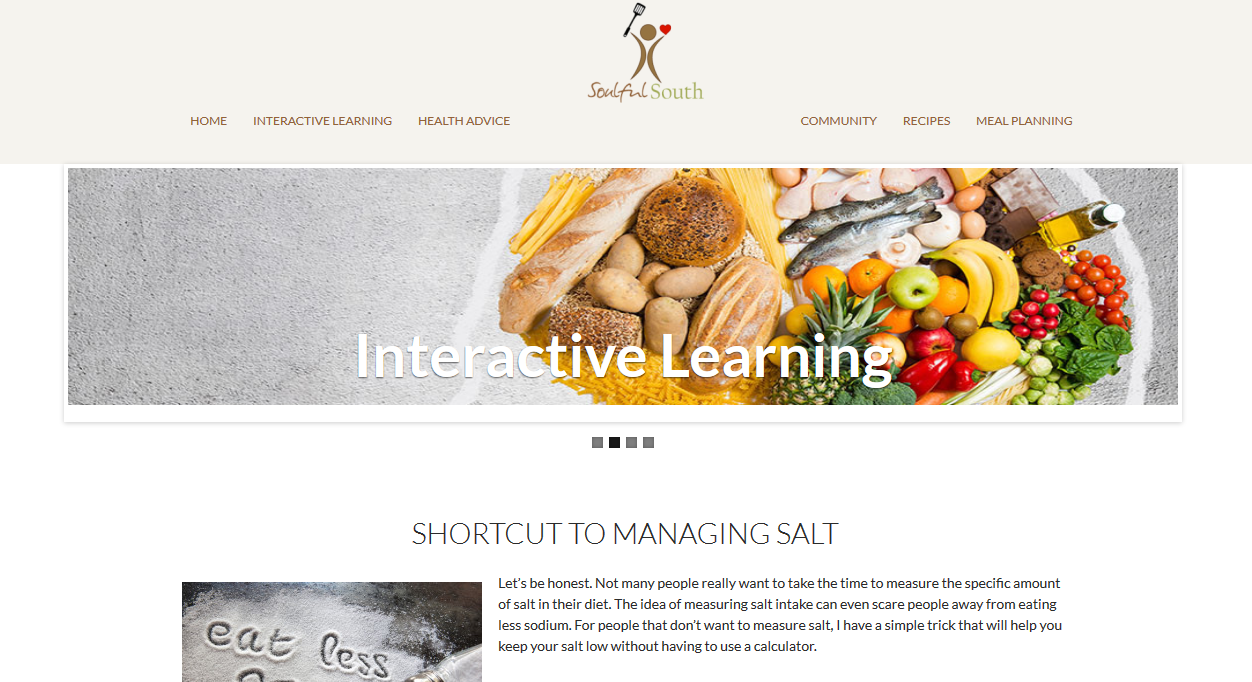 Soulful South
HOME INTERACTIVE LEARNING HEALTH ADVICE COMMUNITY RECIPES MEAL PLANNING
Interactive Learning
SHORTCUT TO MANAGING SALT
Let's be honest. Not many people really want to take the time to measure the specific amount
of salt in their diet. The idea of measuring salt intake can even scare people away from eating
less sodium. For people that don't want to measure salt, I have a simple trick that will help you
keep your salt low without having to use a calculator.
eat less